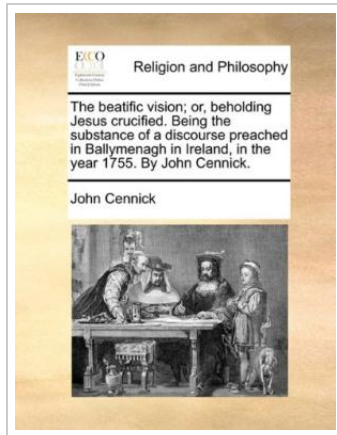 ECCO
Religion and Philosophy
The beatific vision; or, beholding
Jesus crucified. Being the
substance of a discourse preached
in Ballymenagh in Ireland, in the
year 1755. By John Cennick.
John Cennick